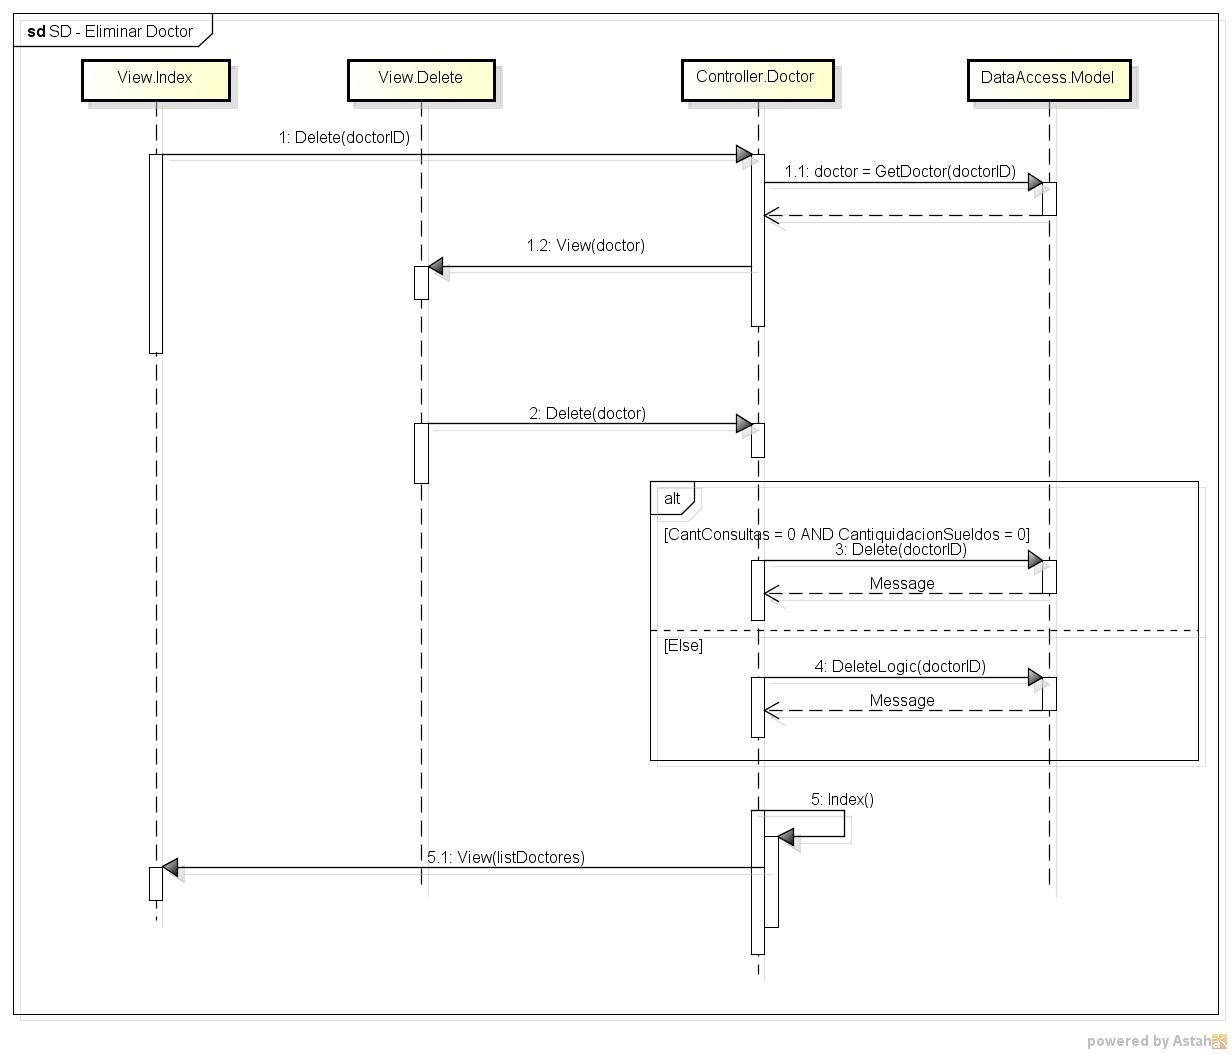 sd SD - Eliminar Doctor
View.Index
View.Delete
Controller.Doctor
DataAccess.Model
1: Delete(doctorID)
1.1: doctor = GetDoctor(doctorID)
1.2: View(doctor)
2: Delete(doctor)
alt
[CantConsultas = 0 AND CantiquidacionSueldos = 0]
3: Delete(doctorID)
Message
[Else]
4: DeleteLogic(doctorID)
Message
5: Index()
5.1: View(listDoctores)
powered by Astah